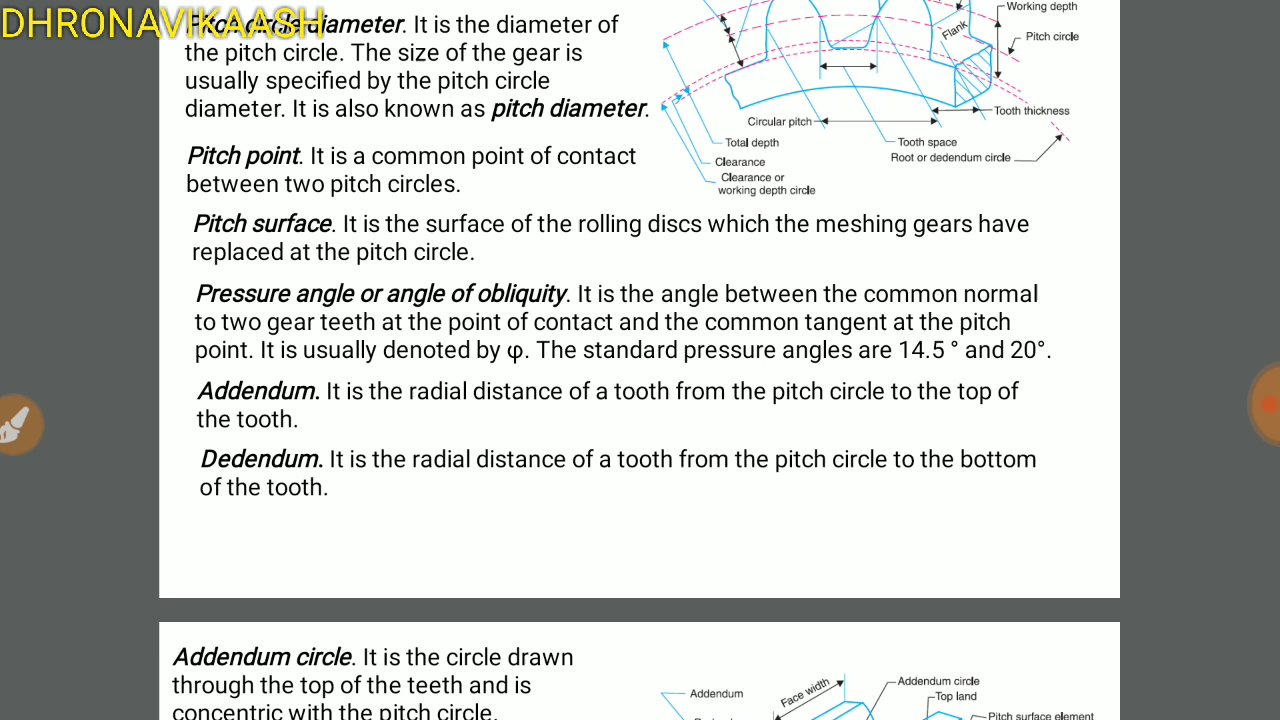 DHRONAVIKAASH
diameter. It is the diameter of
the pitch circle. The size of the gear is
usually specified by the pitch circle
diameter. It is also known as pitch diameter.
Pitch point. It is a common point of contact
between two pitch circles.
Working depth
Flank
Pitch circle
Tooth thickness
Circular pitch
Total depth
Tooth space
Root or dedendum circle
Clearance
Clearance or
working depth circle
Pitch surface. It is the surface of the rolling discs which the meshing gears have
replaced at the pitch circle.
Pressure angle or angle of obliquity. It is the angle between the common normal
to two gear teeth at the point of contact and the common tangent at the pitch
point. It is usually denoted by φ. The standard pressure angles are 14.5 ° and 20°.
Addendum. It is the radial distance of a tooth from the pitch circle to the top of
the tooth.
Dedendum. It is the radial distance of a tooth from the pitch circle to the bottom
of the tooth.
Addendum circle. It is the circle drawn
through the top of the teeth and is
concentric with the pitch circle.
Addendum
Face width
Addendum circle
Top land
Pitch surface element